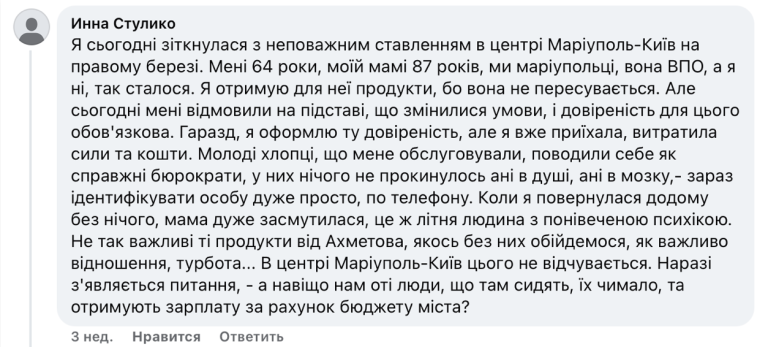 Инна Стулико
Я сьогодні зіткнулася з неповажним ставленням в центрі Маріуполь-Київ на
правому березі. Мені 64 роки, моїй мамі 87 років, ми маріупольці, вона ВПО, а я
ні, так сталося. Я отримую для неї продукти, бо вона не пересувається. Але
сьогодні мені відмовили на підставі, що змінилися умови, і довіреність для цього
обов'язкова. Гаразд, я оформлю ту довіреність, але я вже приїхала, витратила
сили та кошти. Молоді хлопці, що мене обслуговували, поводили себе як
справжні бюрократи, у них нічого не прокинулось ані в душі, ані в мозку,- зараз
ідентифікувати особу дуже просто, по телефону. Коли я повернулася додому
без нічого, мама дуже засмутилася, це ж літня людина з понівеченою психікою.
Не так важливі ті продукти від Ахметова, якось без них обійдемося, як важливо
відношення, турбота... В центрі Маріуполь-Київ цього не відчувається. Наразі
з'являється питання, - а навіщо нам оті люди, що там сидять, їх чимало, та
отримують зарплату за рахунок бюджету міста?
3 нед. Нравится Ответить